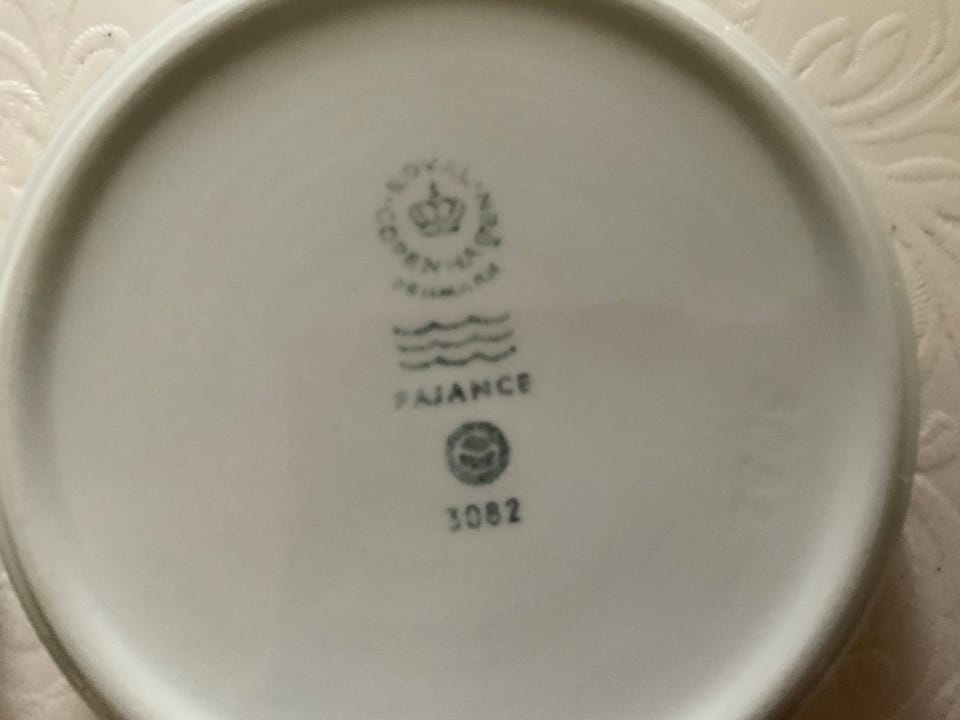 ROYAL COPENHAGEN
DENMARK
FAJANCE
3082